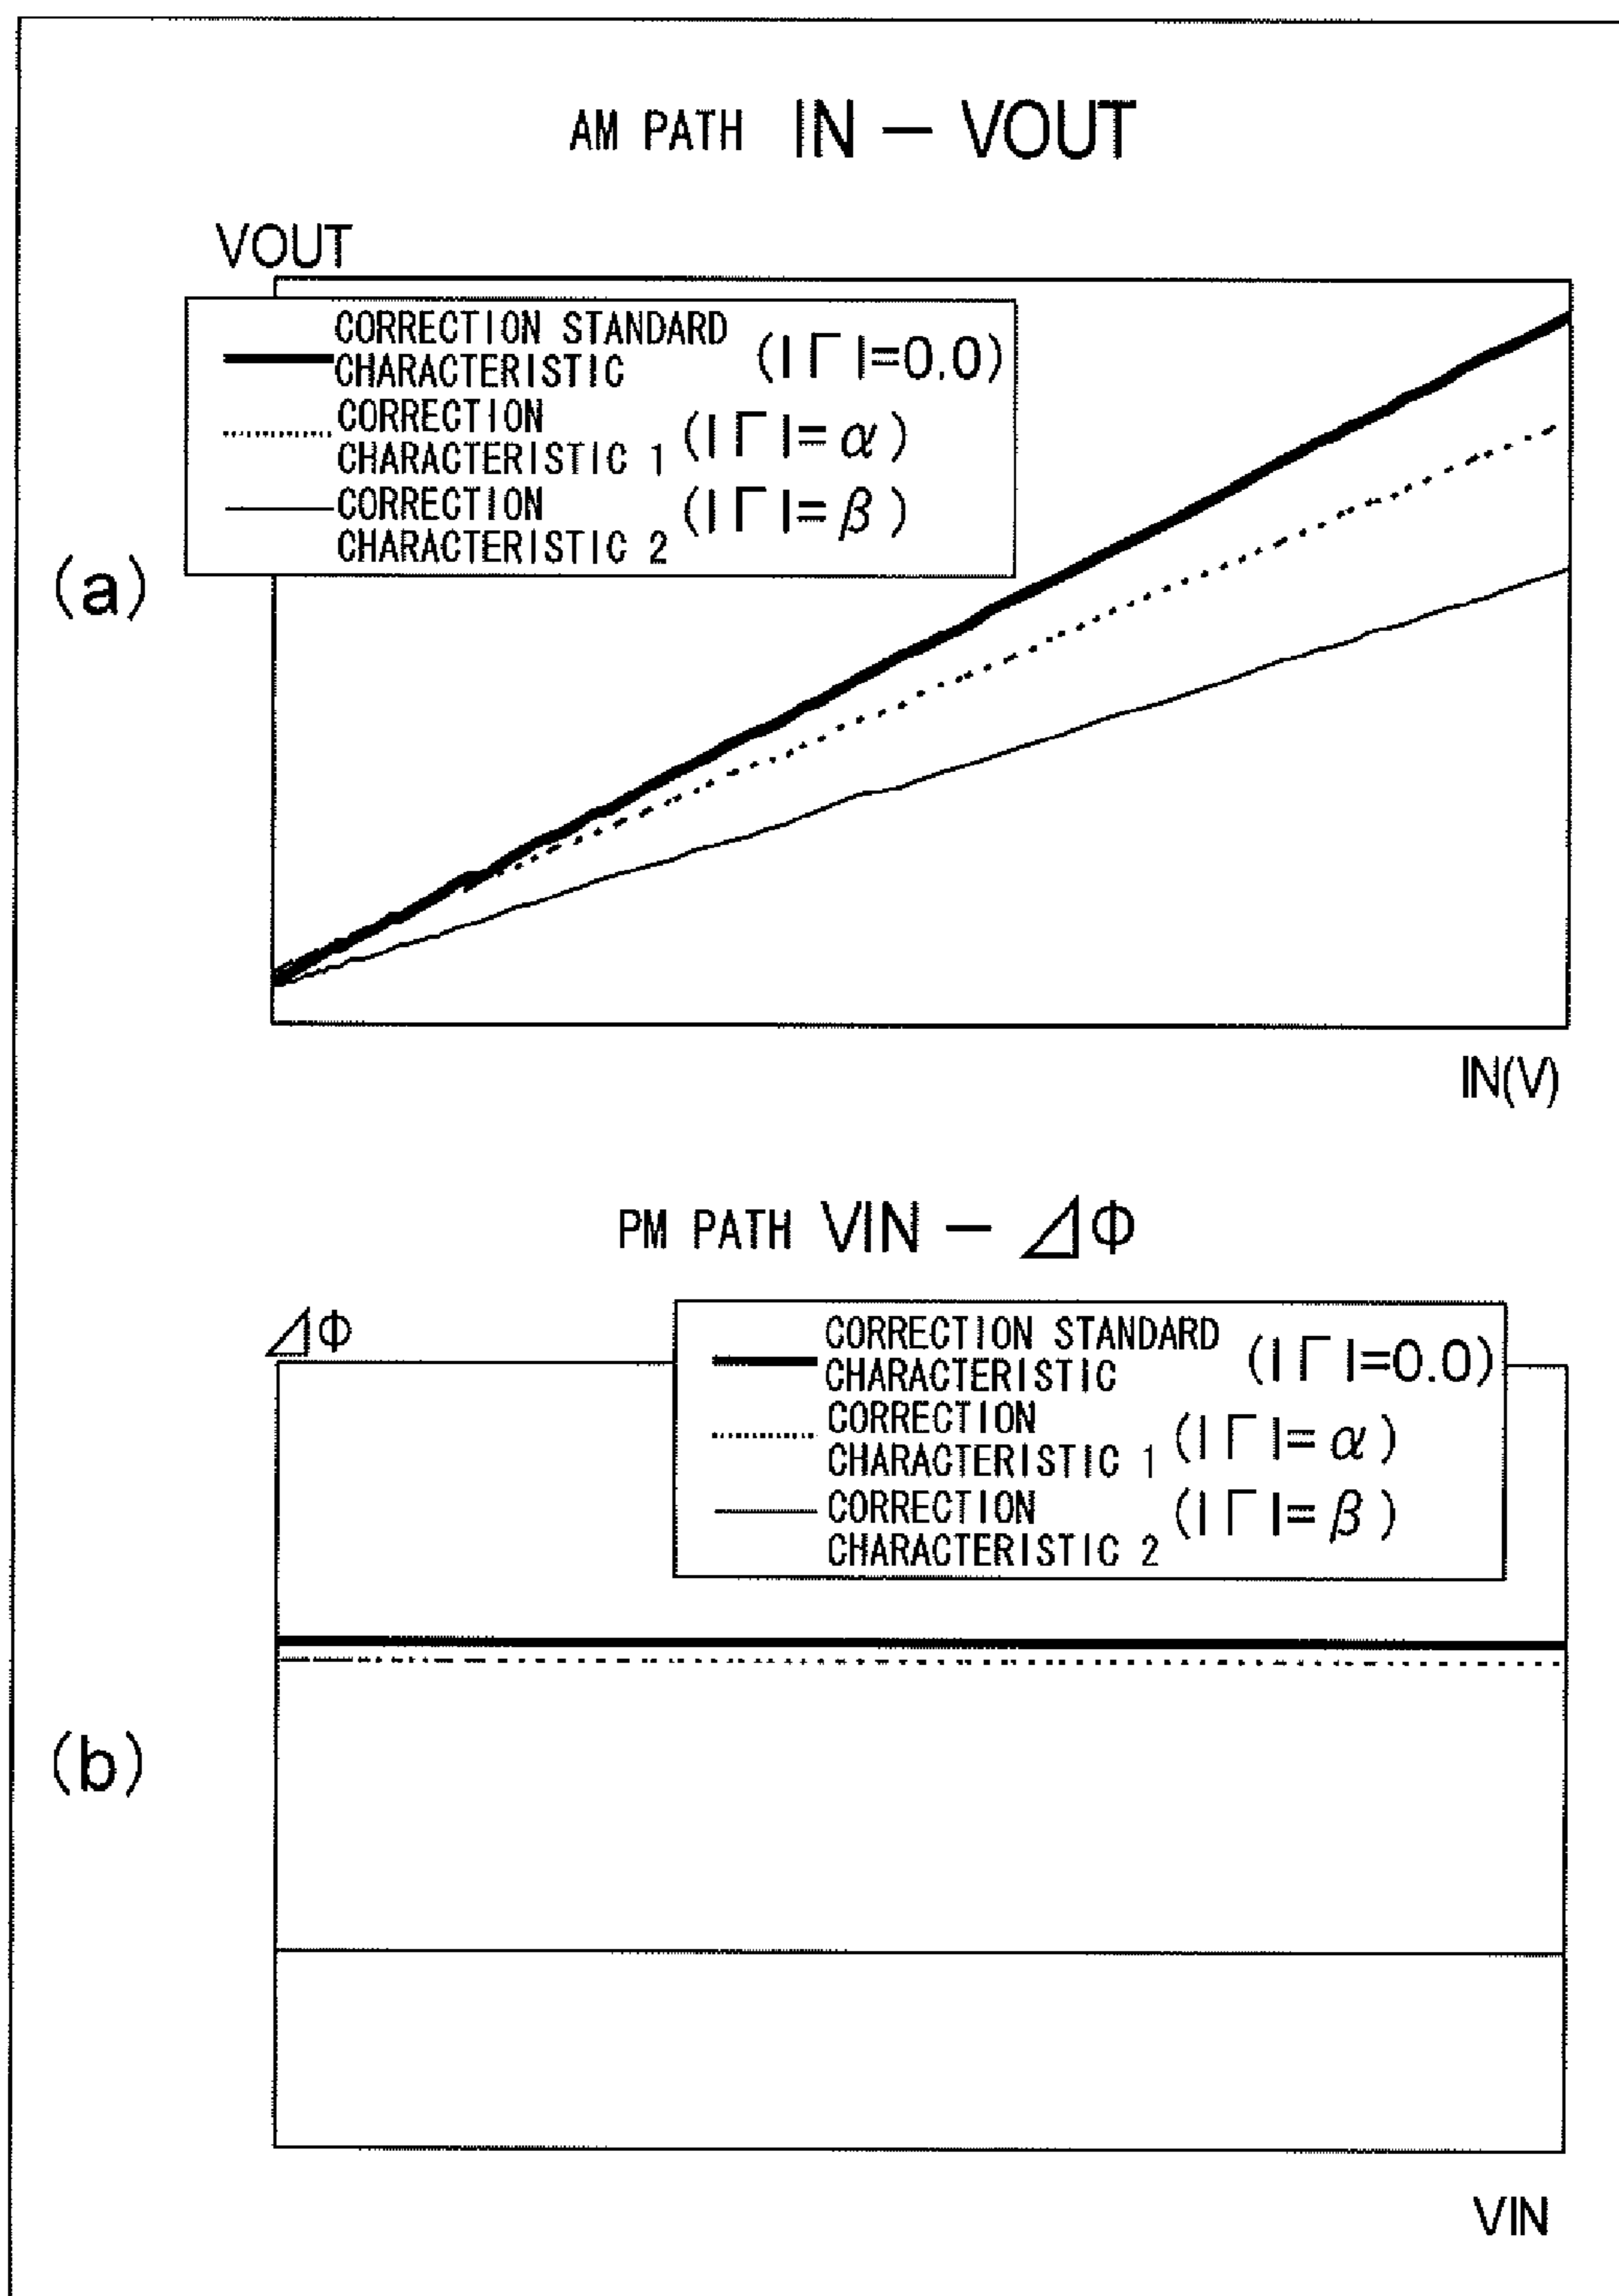 AM PATH IN － VOUT
VOUT
CORRECTION STANDARD
CHARACTERISTIC (|Γ|=0.0)
CORRECTION
CHARACTERISTIC 1 (|Γ|=α)
CORRECTION
CHARACTERISTIC 2 (|Γ|=β)
(a)
IN(V)
PM PATH VIN － ⊿Φ
⊿Φ
CORRECTION STANDARD
CHARACTERISTIC (|Γ|=0.0)
CORRECTION
CHARACTERISTIC 1 (|Γ|=α)
CORRECTION
CHARACTERISTIC 2 (|Γ|=β)
(b)
VIN